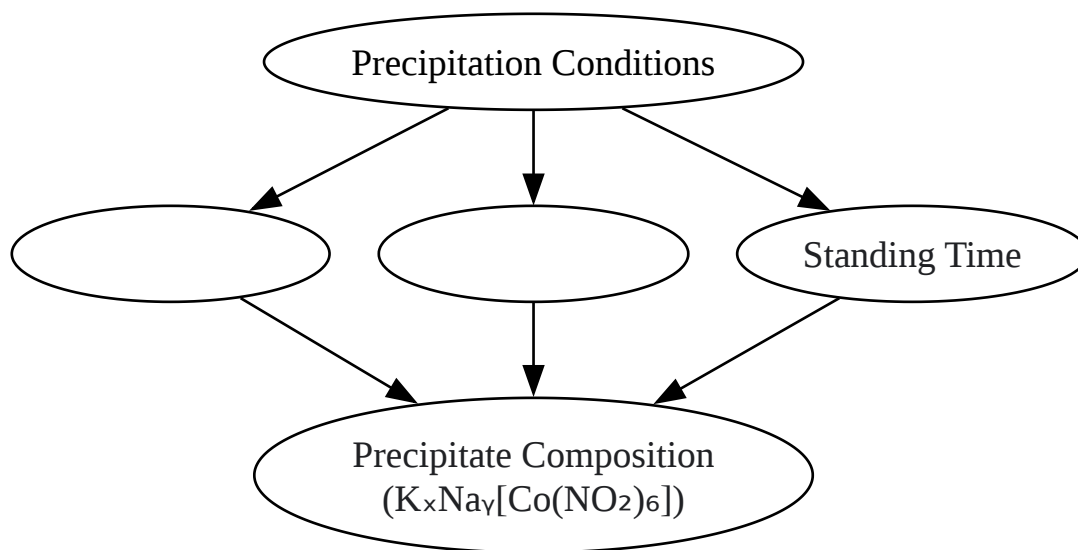 Precipitation Conditions
Standing Time
Precipitate Composition
(KₓNaᵧ[Co(NO₂)₆])